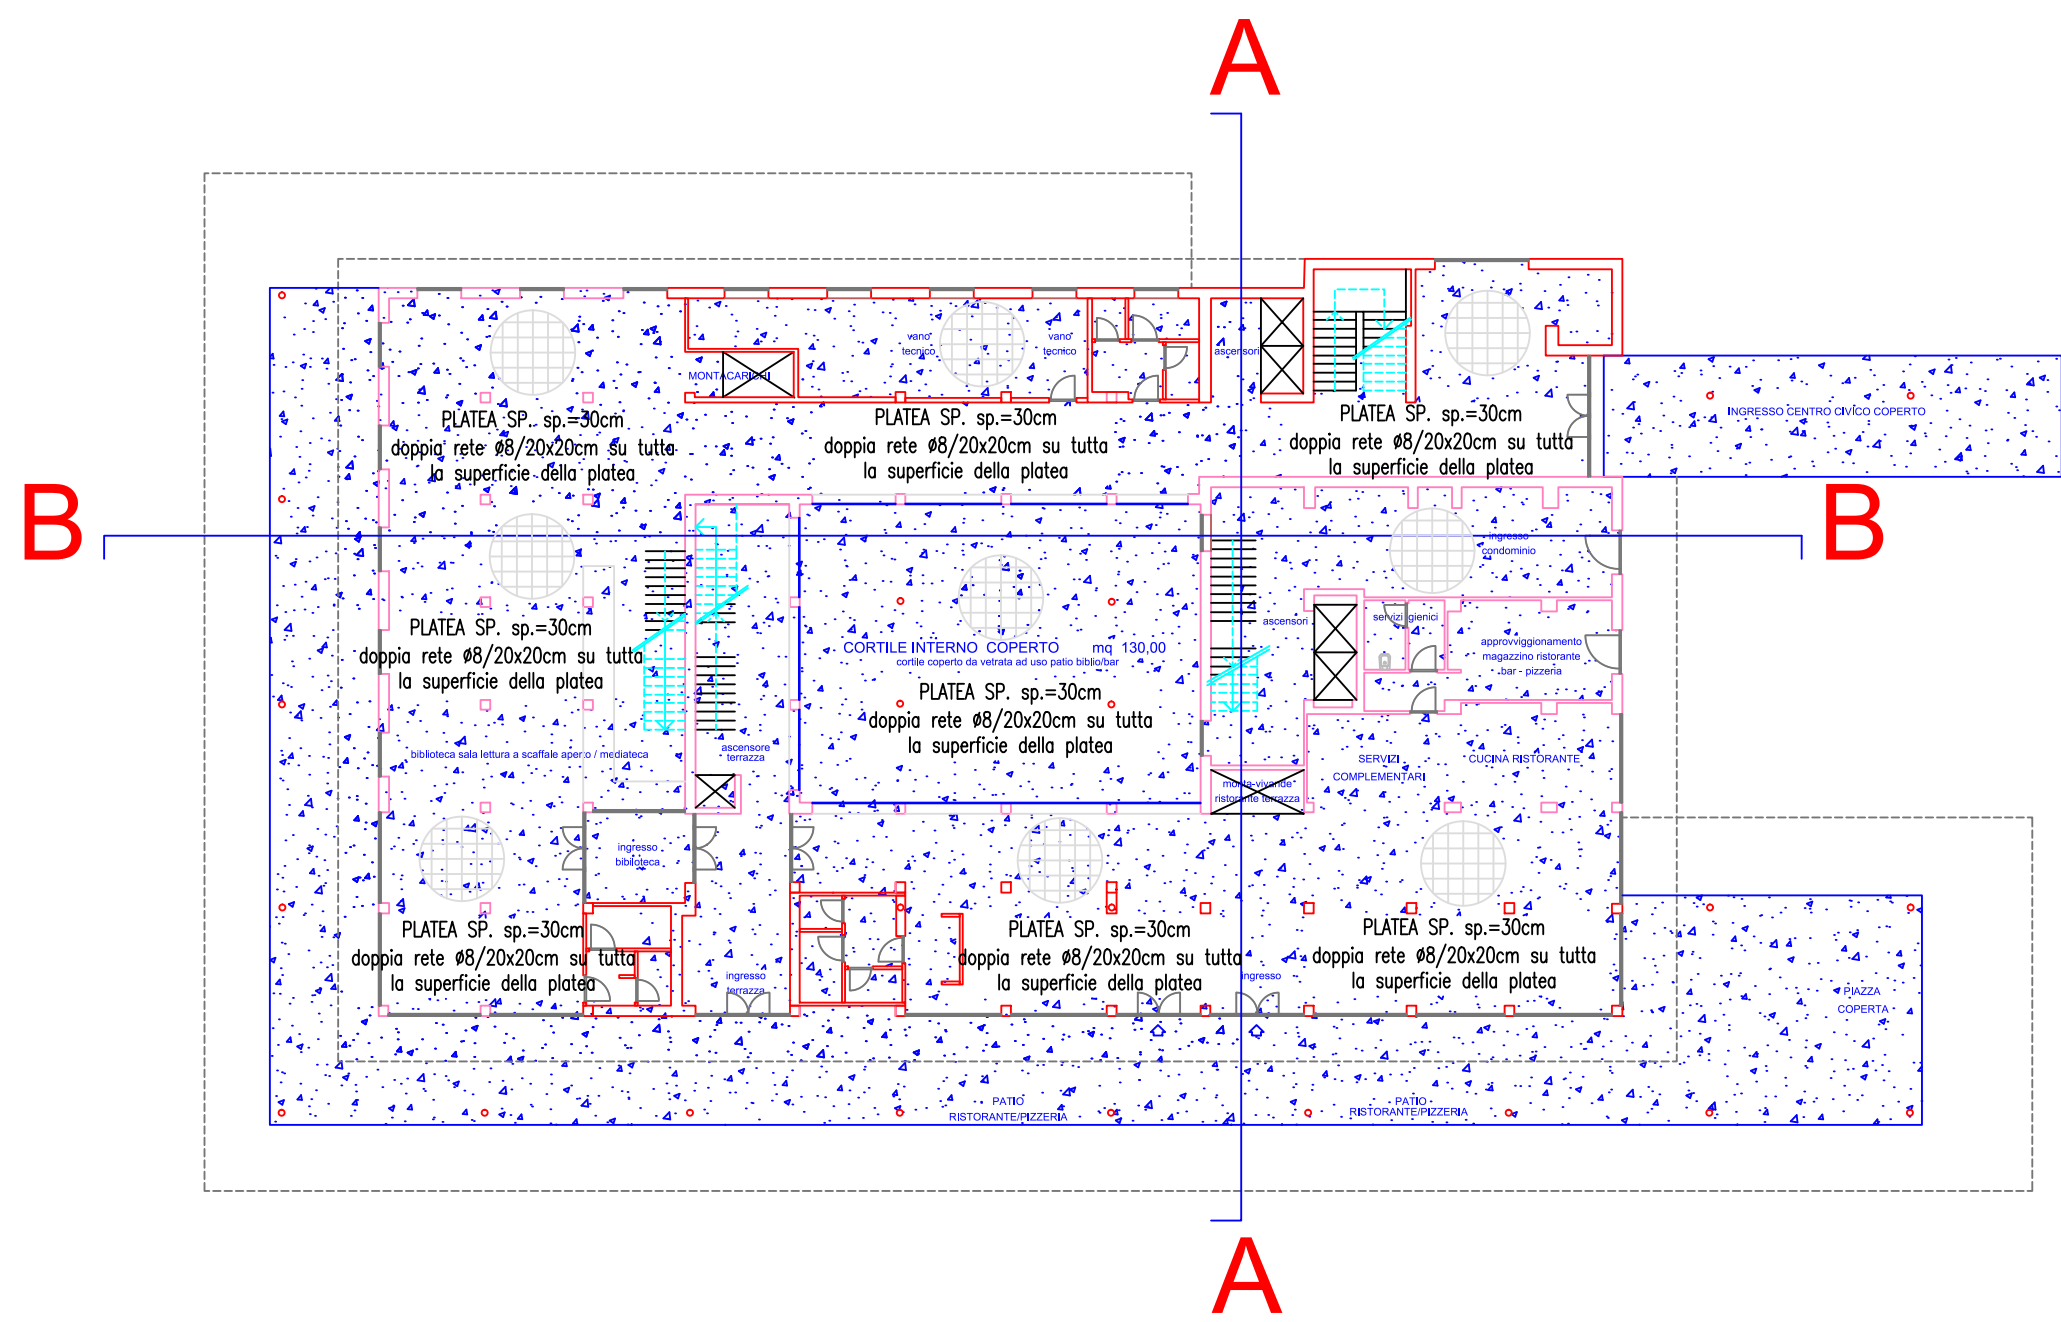 A
vano
tecnico
vano
tecnico
ascensori
MONTACARICHI
PLATEA SP. sp.=30cm
doppia rete ø8/20x20cm su tutta
la superficie della platea
PLATEA SP. sp.=30cm
doppia rete ø8/20x20cm su tutta
la superficie della platea
PLATEA SP. sp.=30cm
doppia rete ø8/20x20cm su tutta
la superficie della platea
INGRESSO CENTRO CIVICO COPERTO
B
B
ingresso
condominio
PLATEA SP. sp.=30cm
doppia rete ø8/20x20cm su tutta
la superficie della platea
CORTILE INTERNO COPERTO mq 130,00
cortile coperto da vetrata ad uso patio biblio/bar
PLATEA SP. sp.=30cm
doppia rete ø8/20x20cm su tutta
la superficie della platea
ascensori
servizi igienici
approvviggionamento
magazzino ristorante
bar - pizzeria
biblioteca sala lettura a scaffale aperto / mediateca
ascensore
terrazza
SERVIZI
COMPLEMENTARI
CUCINA RISTORANTE
monta-vivande
ristorante terrazza
ingresso
bibiloteca
PLATEA SP. sp.=30cm
doppia rete ø8/20x20cm su tutta
la superficie della platea
ingresso
terrazza
PLATEA SP. sp.=30cm
doppia rete ø8/20x20cm su tutta
la superficie della platea
ingresso
PLATEA SP. sp.=30cm
doppia rete ø8/20x20cm su tutta
la superficie della platea
PIAZZA
COPERTA
PATIO
RISTORANTE/PIZZERIA
PATIO
RISTORANTE/PIZZERIA
A